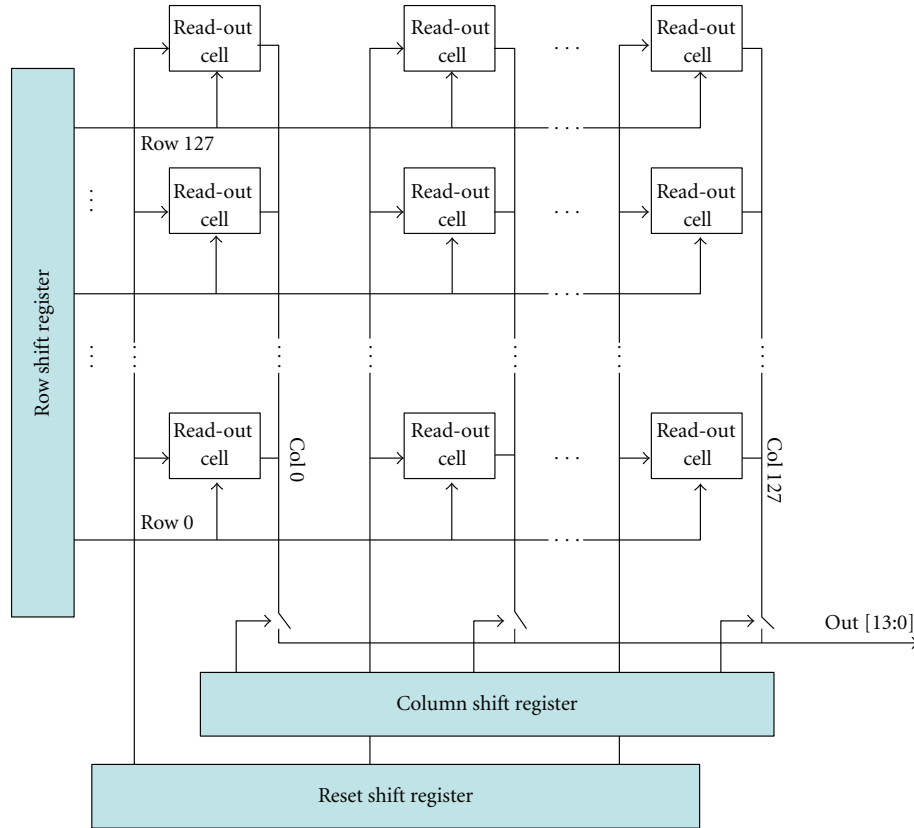 Read-out
cell
Read-out
cell
. . .
Read-out
cell
Row 127
. . .
. . .
Read-out
cell
Read-out
cell
. . .
Read-out
cell
. . .
Row shift register
. . .
. . .
. . .
. . .
. . .
. . .
. . .
Read-out
cell
Col 0
Read-out
cell
. . .
Read-out
cell
Col 127
Row 0
. . .
Out [13:0]
Column shift register
Reset shift register